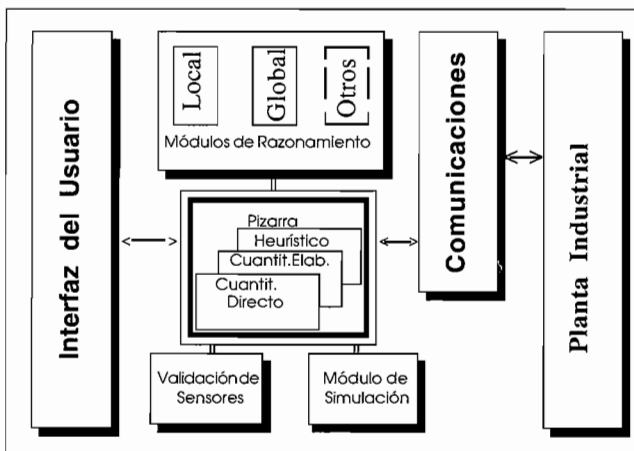 Interfaz del Usuario
Local
Global
Otros
Módulos de Razonamiento
Pizarra
Heurístico
Cuantit.Elab.
Cuantit.
Directo
Validación de
Sensores
Módulo de
Simulación
Comunicaciones
Planta Industrial